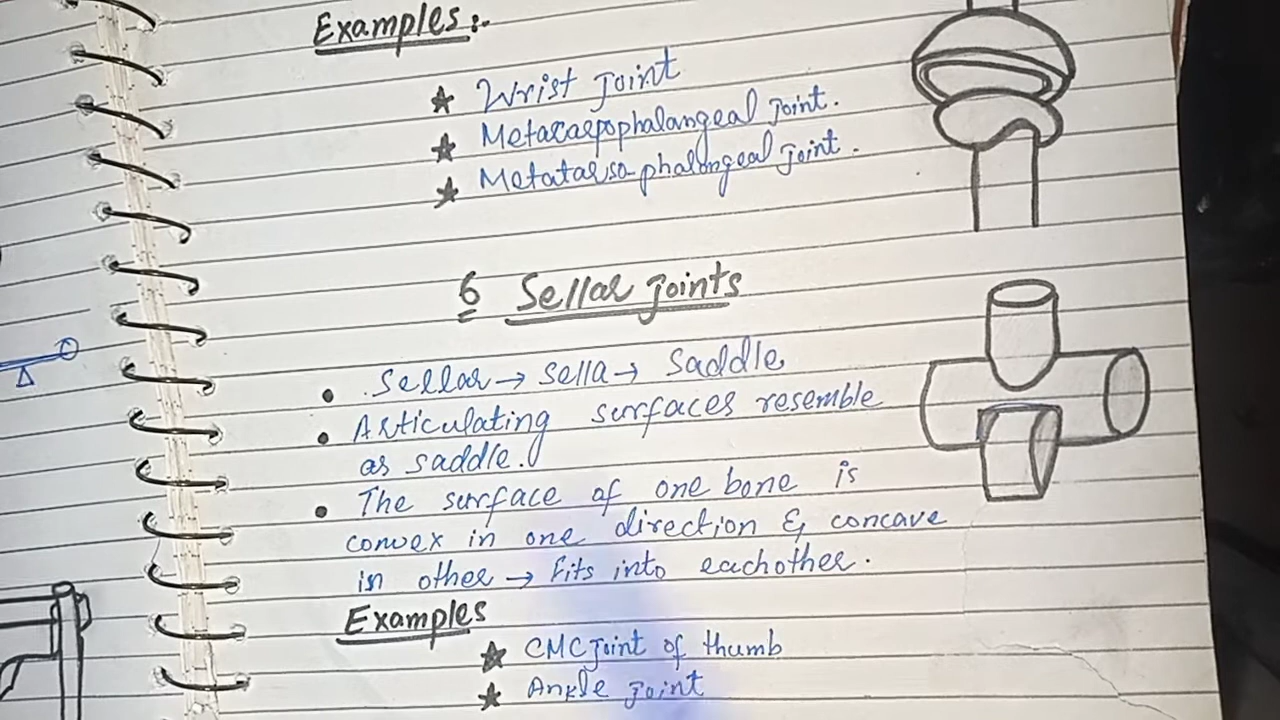 Examples:-
★ Wrist joint
★ Metacarpophalangeal joint.
★ Metatarso phalangeal joint.
6 Sellar joints
• Sellar → sella → saddle
• Articulating surfaces resemble
as saddle.
• The surface of one bone is
convex in one direction & concave
in other → fits into eachother.
Examples
★ CMC joint of thumb
★ Ankle joint